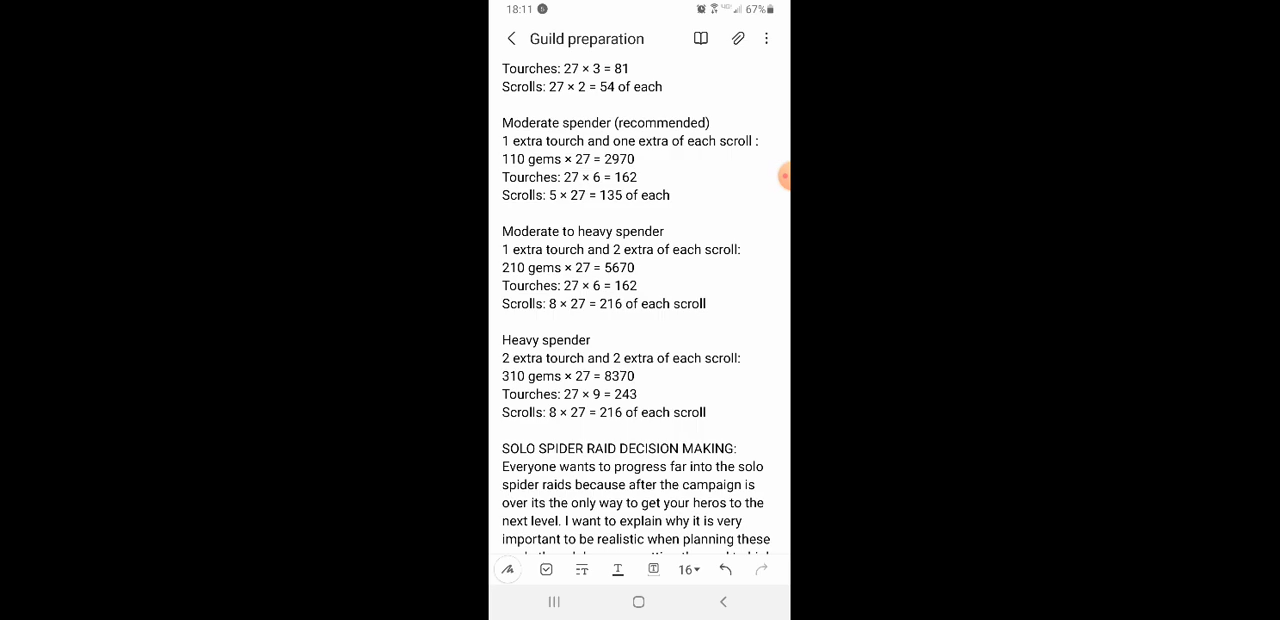 18:11
67%
Guild preparation
Tourches: 27 × 3 = 81
Scrolls: 27 × 2 = 54 of each
Moderate spender (recommended)
1 extra tourch and one extra of each scroll :
110 gems × 27 = 2970
Tourches: 27 × 6 = 162
Scrolls: 5 × 27 = 135 of each
Moderate to heavy spender
1 extra tourch and 2 extra of each scroll:
210 gems × 27 = 5670
Tourches: 27 × 6 = 162
Scrolls: 8 × 27 = 216 of each scroll
Heavy spender
2 extra tourch and 2 extra of each scroll:
310 gems × 27 = 8370
Tourches: 27 × 9 = 243
Scrolls: 8 × 27 = 216 of each scroll
SOLO SPIDER RAID DECISION MAKING:
Everyone wants to progress far into the solo
spider raids because after the campaign is
over its the only way to get your heros to the
next level. I want to explain why it is very
important to be realistic when planning these
16